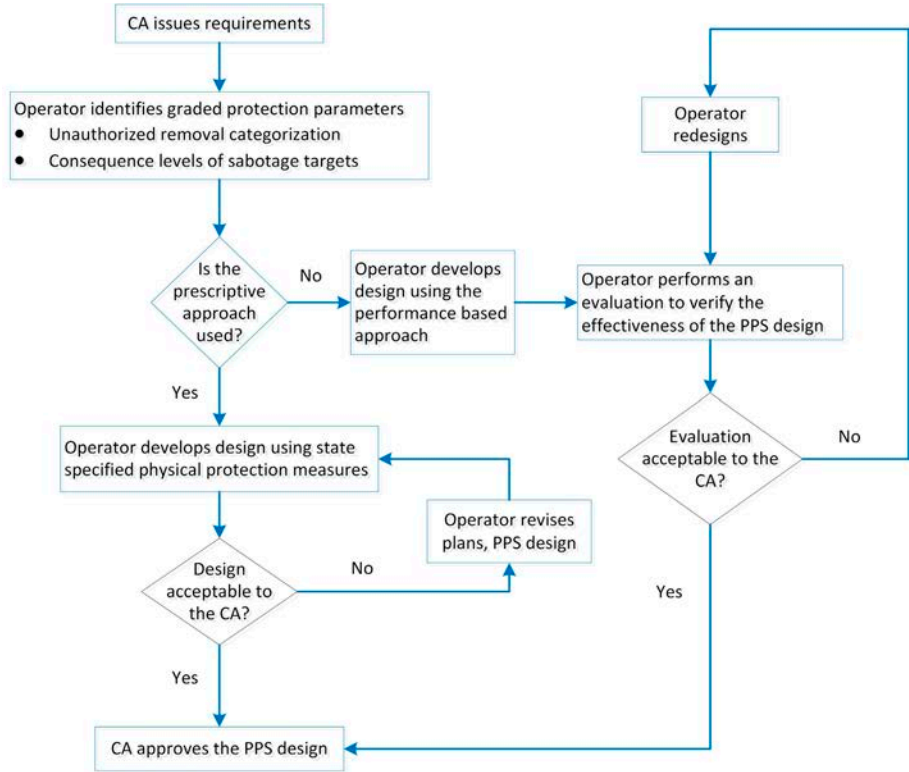 CA issues requirements
Operator identifies graded protection parameters
● Unauthorized removal categorization
● Consequence levels of sabotage targets
Is the
prescriptive
approach
used?
No
Yes
Operator develops
design using the
performance based
approach
Operator
redesigns
Operator performs an
evaluation to verify the
effectiveness of the PPS design
Evaluation
acceptable to the
CA?
No
Yes
Operator develops design using state
specified physical protection measures
Operator revises
plans, PPS design
Design
acceptable to
the CA?
No
Yes
CA approves the PPS design